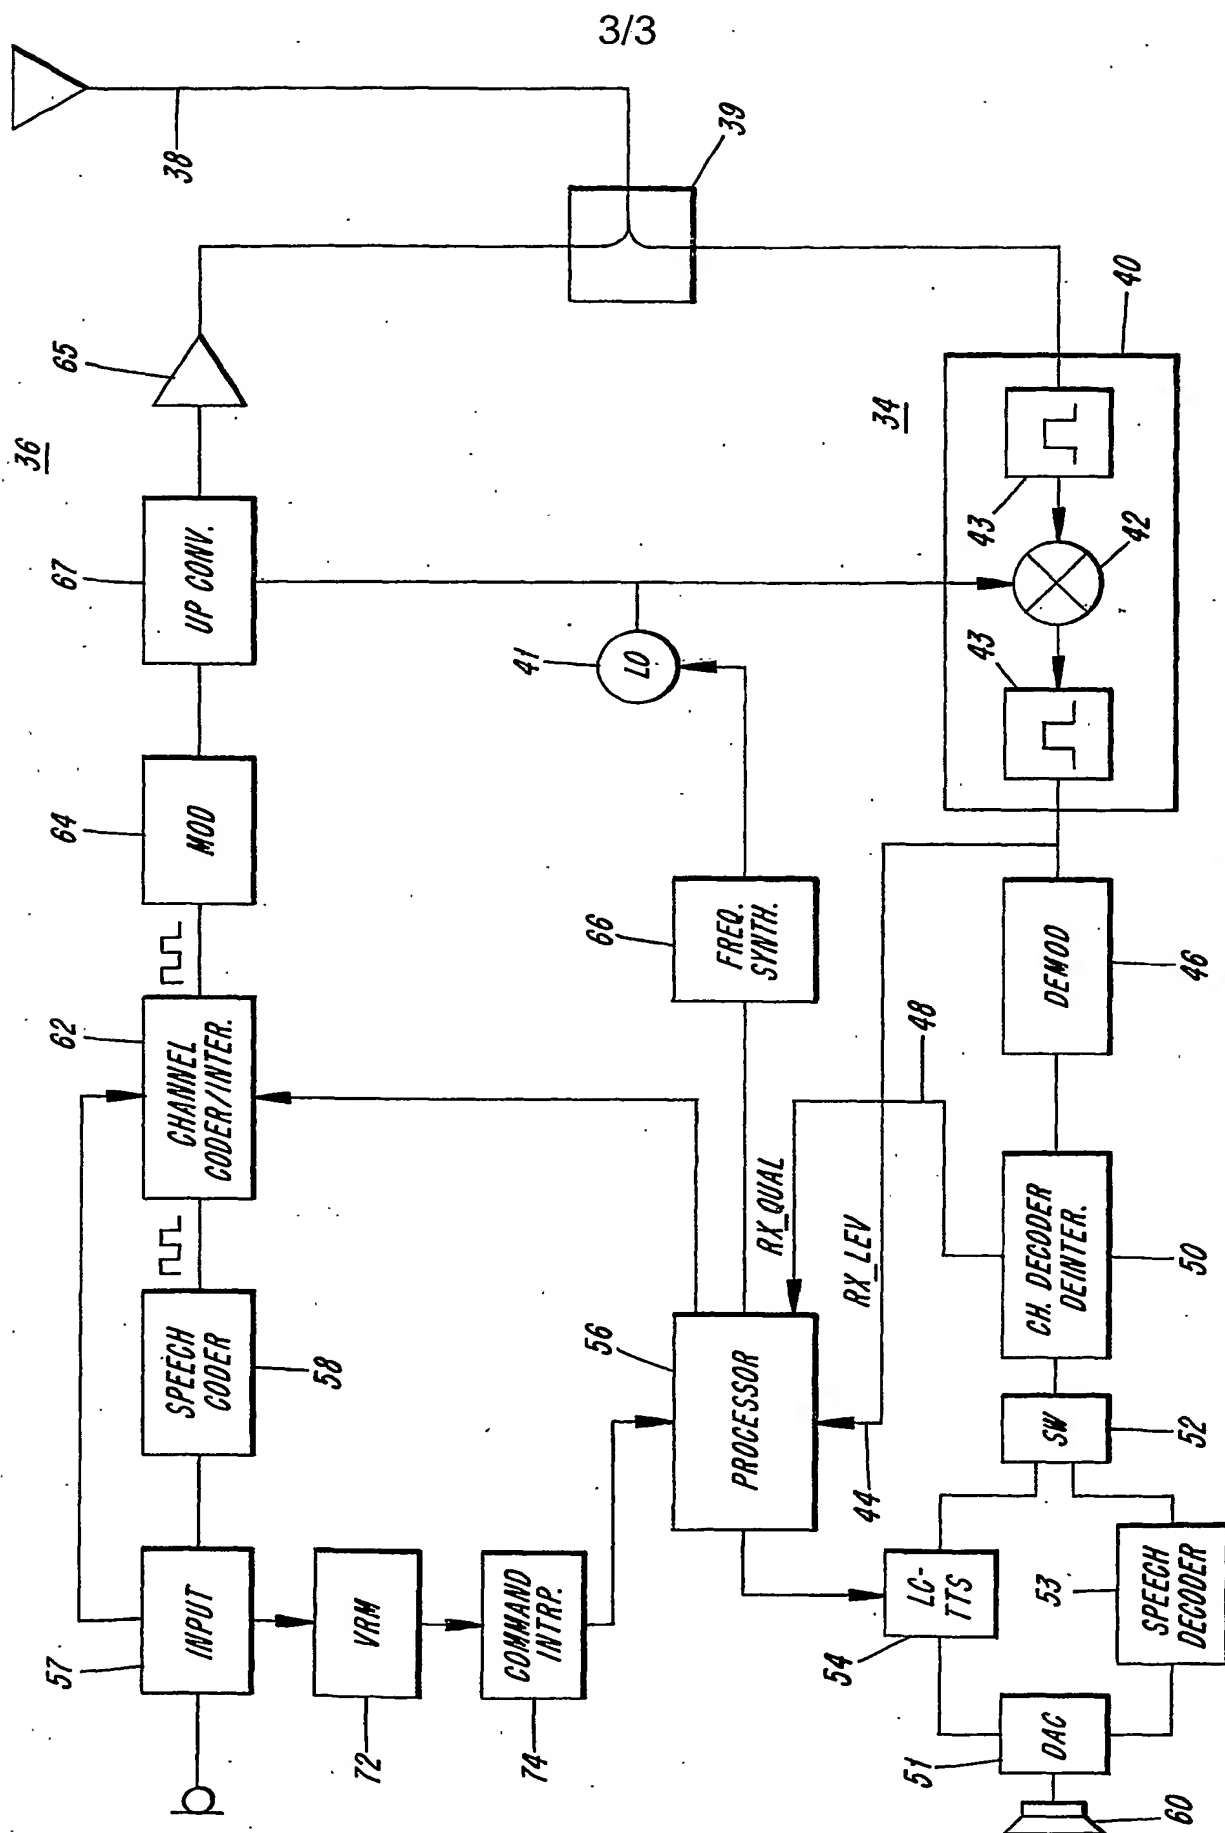 3/3
38
39
65
36
40
34
67
UP CONV.
43
42
41
LO
43
64
MOD
66
FREQ.
SYNTH.
DEMOD
46
62
CHANNEL
CODER/INTER.
48
RX_QUAL
RX_LEV
CH. DECODER
DEINTER.
50
SPEECH
CODER
58
56
PROCESSOR
44
SW
52
57
INPUT
VRM
72
COMMAND
INTRP.
74
LC-
TTS
54
53
SPEECH
DECODER
51
DAC
60